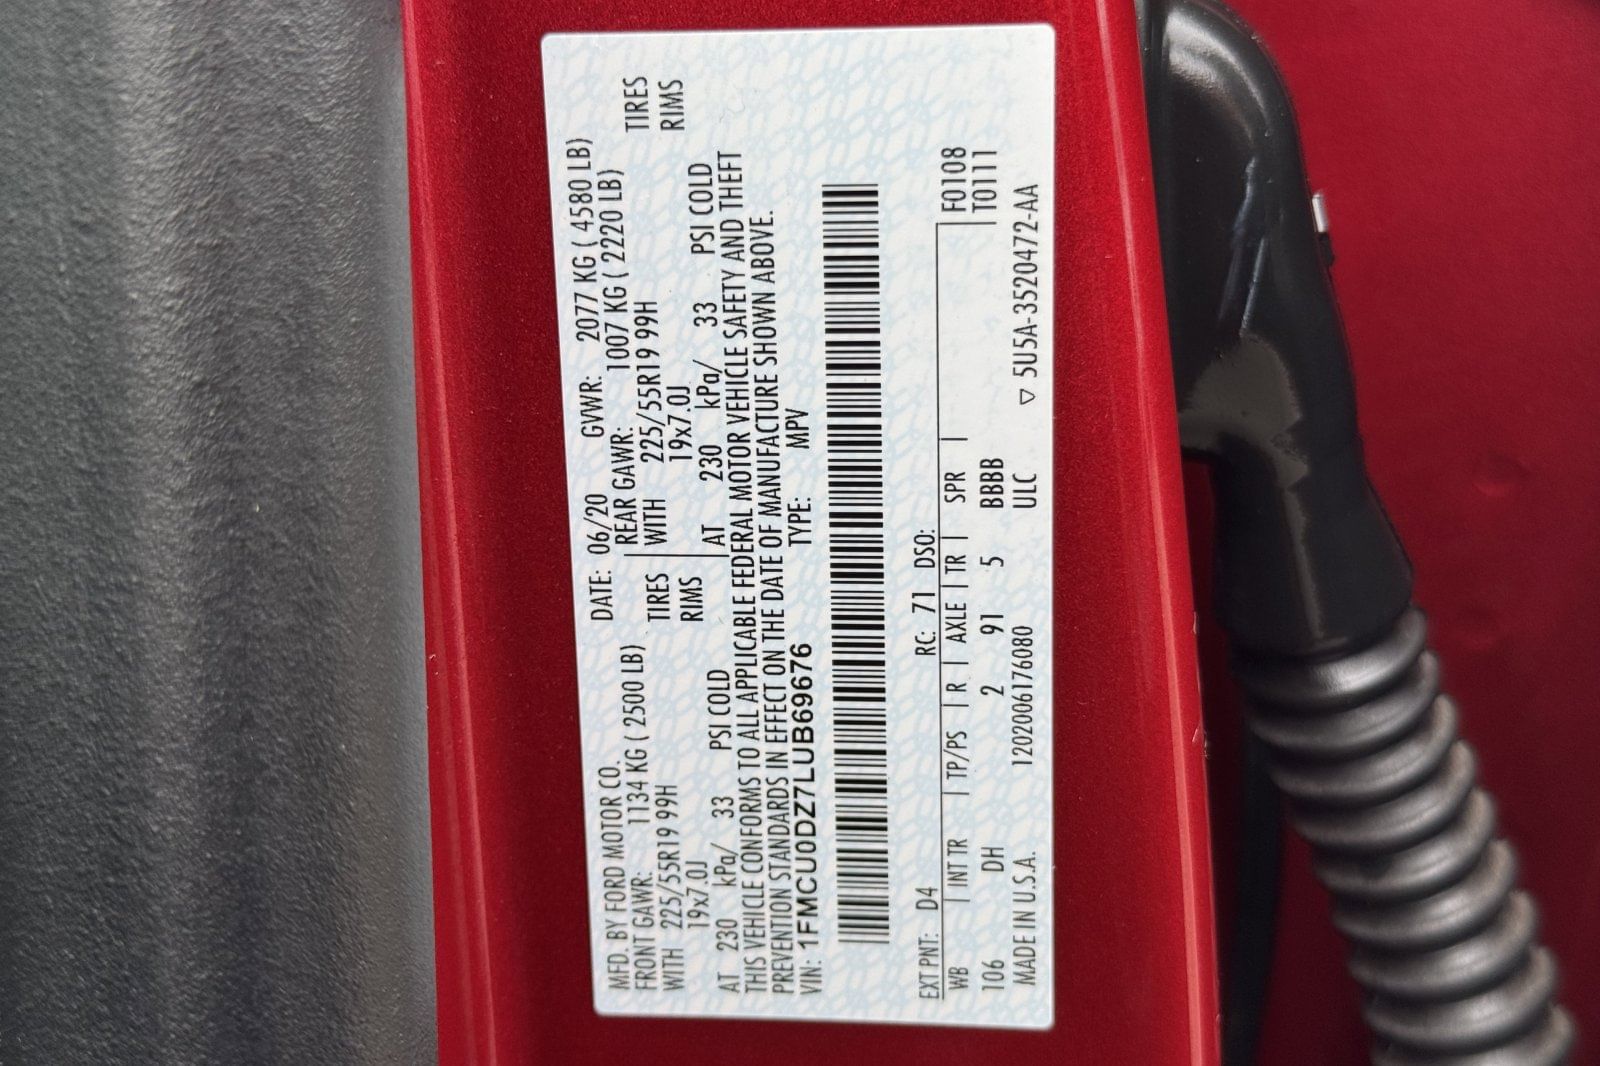 MFD. BY FORD MOTOR CO.
DATE: 06/20 GVWR: 2077 KG ( 4580 LB)
FRONT GAWR: 1134 KG ( 2500 LB) REAR GAWR: 1007 KG ( 2220 LB)
WITH 225/55R19 99H TIRES WITH 225/55R19 99H TIRES
19x7.0J RIMS 19x7.0J RIMS
AT 230 kPa/ 33 PSI COLD AT 230 kPa/ 33 PSI COLD
THIS VEHICLE CONFORMS TO ALL APPLICABLE FEDERAL MOTOR VEHICLE SAFETY AND THEFT
PREVENTION STANDARDS IN EFFECT ON THE DATE OF MANUFACTURE SHOWN ABOVE.
VIN: 1FMCU0DZ7LUB69676 TYPE: MPV
EXT PNT: D4 RC: 71 DSO: F0108
WB INT TR TP/PS R AXLE TR SPR T0111
106 DH 2 91 5 BBBB
MADE IN U.S.A. 1202006176080 ULC ▽ 5U5A-3520472-AA